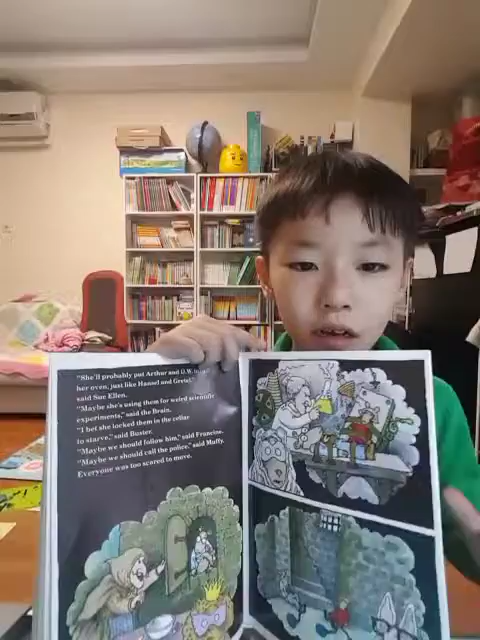 "She'll probably put Arthur and D.W. in
her oven, just like Hansel and Gretel,"
said Sue Ellen.
"Maybe she's using them for weird scientific
experiments," said the Brain.
"I bet she locked them in the cellar
to starve," said Buster.
"Maybe we should follow him," said Francine.
"Maybe we should call the police," said Muffy.
Everyone was too scared to move.